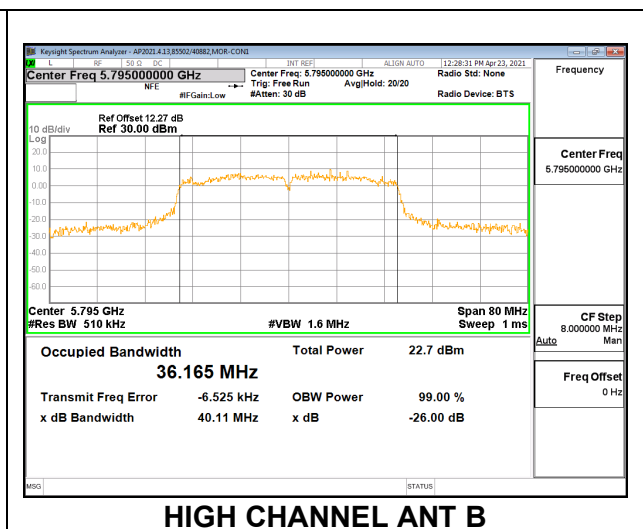 Keysight Spectrum Analyzer - AP2021.4.13,85502/40882,MOR-CON1
L RF 50 Ω DC INT REF ALIGN AUTO 12:28:31 PM Apr 23, 2021
Center Freq 5.795000000 GHz Center Freq: 5.795000000 GHz Radio Std: None Frequency
NFE Trig: Free Run Avg|Hold: 20/20
#IFGain:Low #Atten: 30 dB Radio Device: BTS
Ref Offset 12.27 dB
10 dB/div Ref 30.00 dBm
Log
20.0
10.0
0.00
-10.0
-20.0
-30.0
-40.0
-50.0
-60.0
Center Freq
5.795000000 GHz
Center 5.795 GHz Span 80 MHz
#Res BW 510 kHz #VBW 1.6 MHz Sweep 1 ms
CF Step
8.000000 MHz
Auto Man
Occupied Bandwidth Total Power 22.7 dBm
36.165 MHz
Freq Offset
0 Hz
Transmit Freq Error -6.525 kHz OBW Power 99.00 %
x dB Bandwidth 40.11 MHz x dB -26.00 dB
MSG STATUS
HIGH CHANNEL ANT B